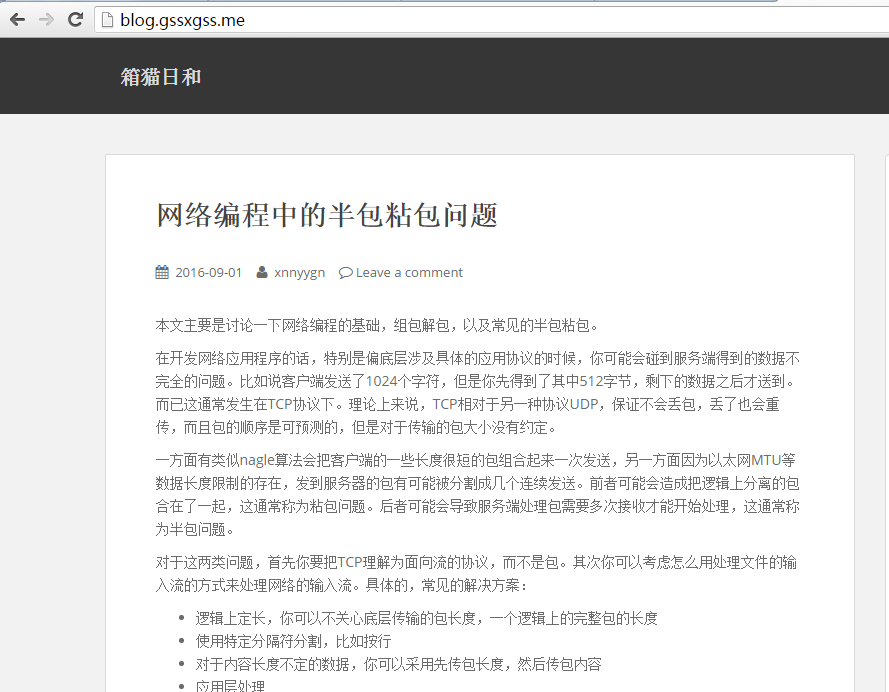 blog.gssxgss.me
箱猫日和
网络编程中的半包粘包问题
2016-09-01 xnnyygn Leave a comment
本文主要是讨论一下网络编程的基础，组包解包，以及常见的半包粘包。
在开发网络应用程序的话，特别是偏底层涉及具体的应用协议的时候，你可能会碰到服务端得到的数据不
完全的问题。比如说客户端发送了1024个字符，但是你先得到了其中512字节，剩下的数据之后才送到。
而已这通常发生在TCP协议下。理论上来说，TCP相对于另一种协议UDP，保证不会丢包，丢了也会重
传，而且包的顺序是可预测的，但是对于传输的包大小没有约定。
一方面有类似nagle算法会把客户端的一些长度很短的包组合起来一次发送，另一方面因为以太网MTU等
数据长度限制的存在，发到服务器的包有可能被分割成几个连续发送。前者可能会造成把逻辑上分离的包
合在了一起，这通常称为粘包问题。后者可能会导致服务端处理包需要多次接收才能开始处理，这通常称
为半包问题。
对于这两类问题，首先你要把TCP理解为面向流的协议，而不是包。其次你可以考虑怎么用处理文件的输
入流的方式来处理网络的输入流。具体的，常见的解决方案：
• 逻辑上定长，你可以不关心底层传输的包长度，一个逻辑上的完整包的长度
• 使用特定分隔符分割，比如按行
• 对于内容长度不定的数据，你可以采用先传包长度，然后传包内容
• 应用层处理